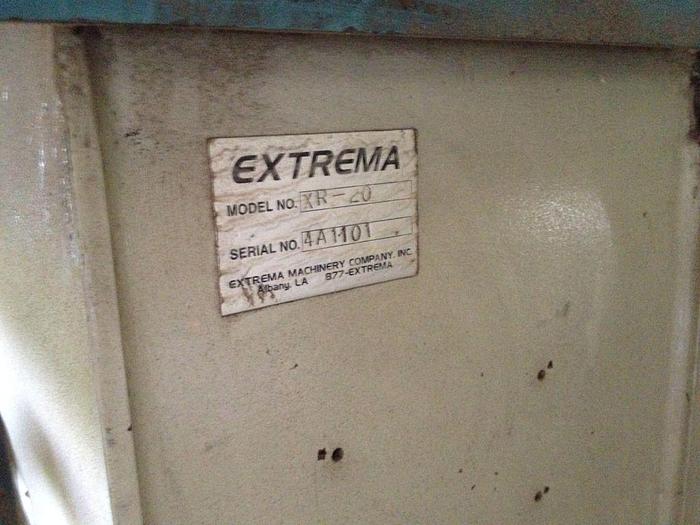 EXTREMA
MODEL NO. XR-20
SERIAL NO. 4A1101
EXTREMA MACHINERY COMPANY, INC.
Albany, LA 877-EXTREMA